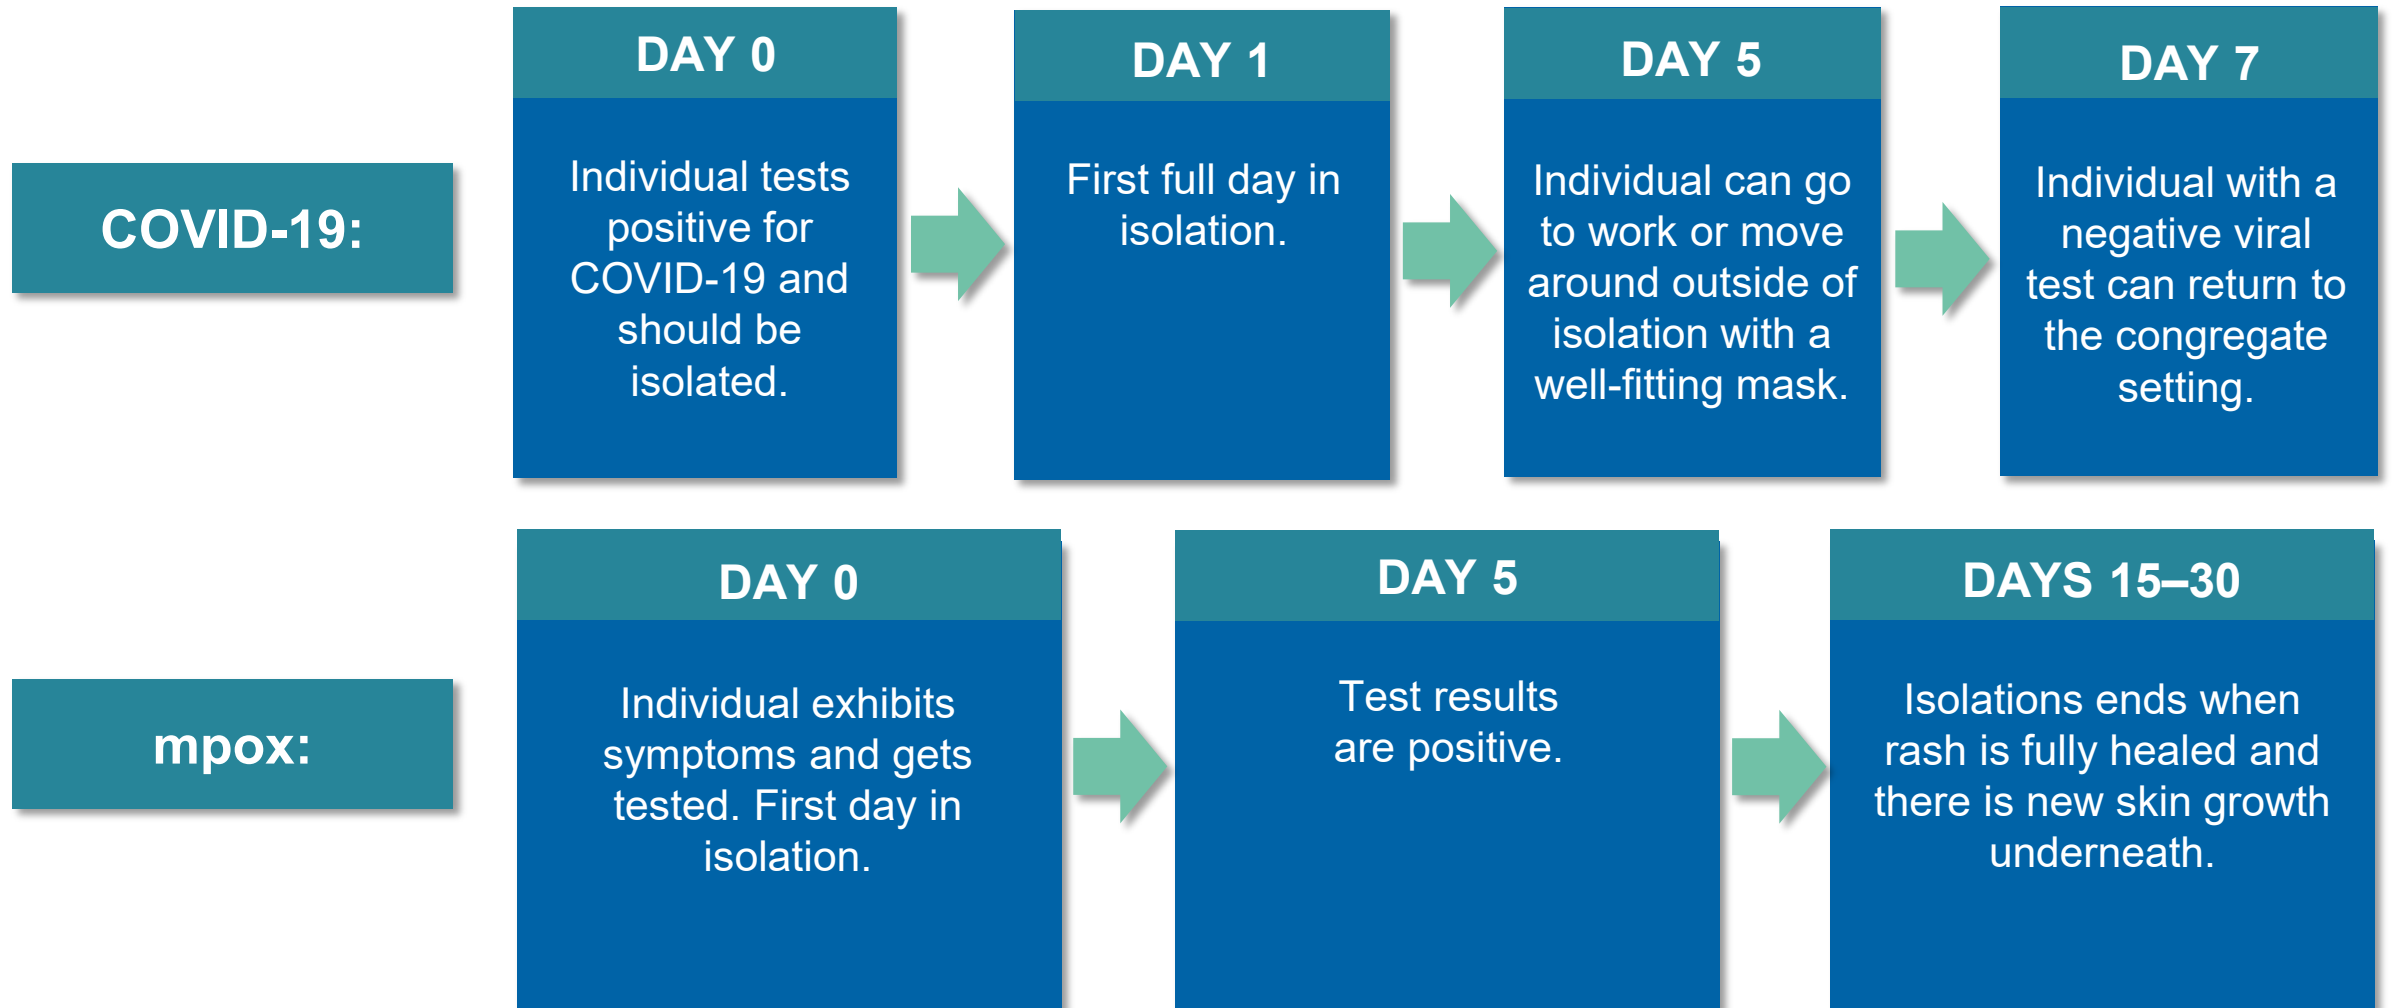 COVID-19:
DAY 0
Individual tests
positive for
COVID-19 and
should be
isolated.
DAY 1
First full day in
isolation.
DAY 5
Individual can go
to work or move
around outside of
isolation with a
well-fitting mask.
DAY 7
Individual with a
negative viral
test can return to
the congregate
setting.
mpox:
DAY 0
Individual exhibits
symptoms and gets
tested. First day in
isolation.
DAY 5
Test results
are positive.
DAYS 15–30
Isolations ends when
rash is fully healed and
there is new skin growth
underneath.